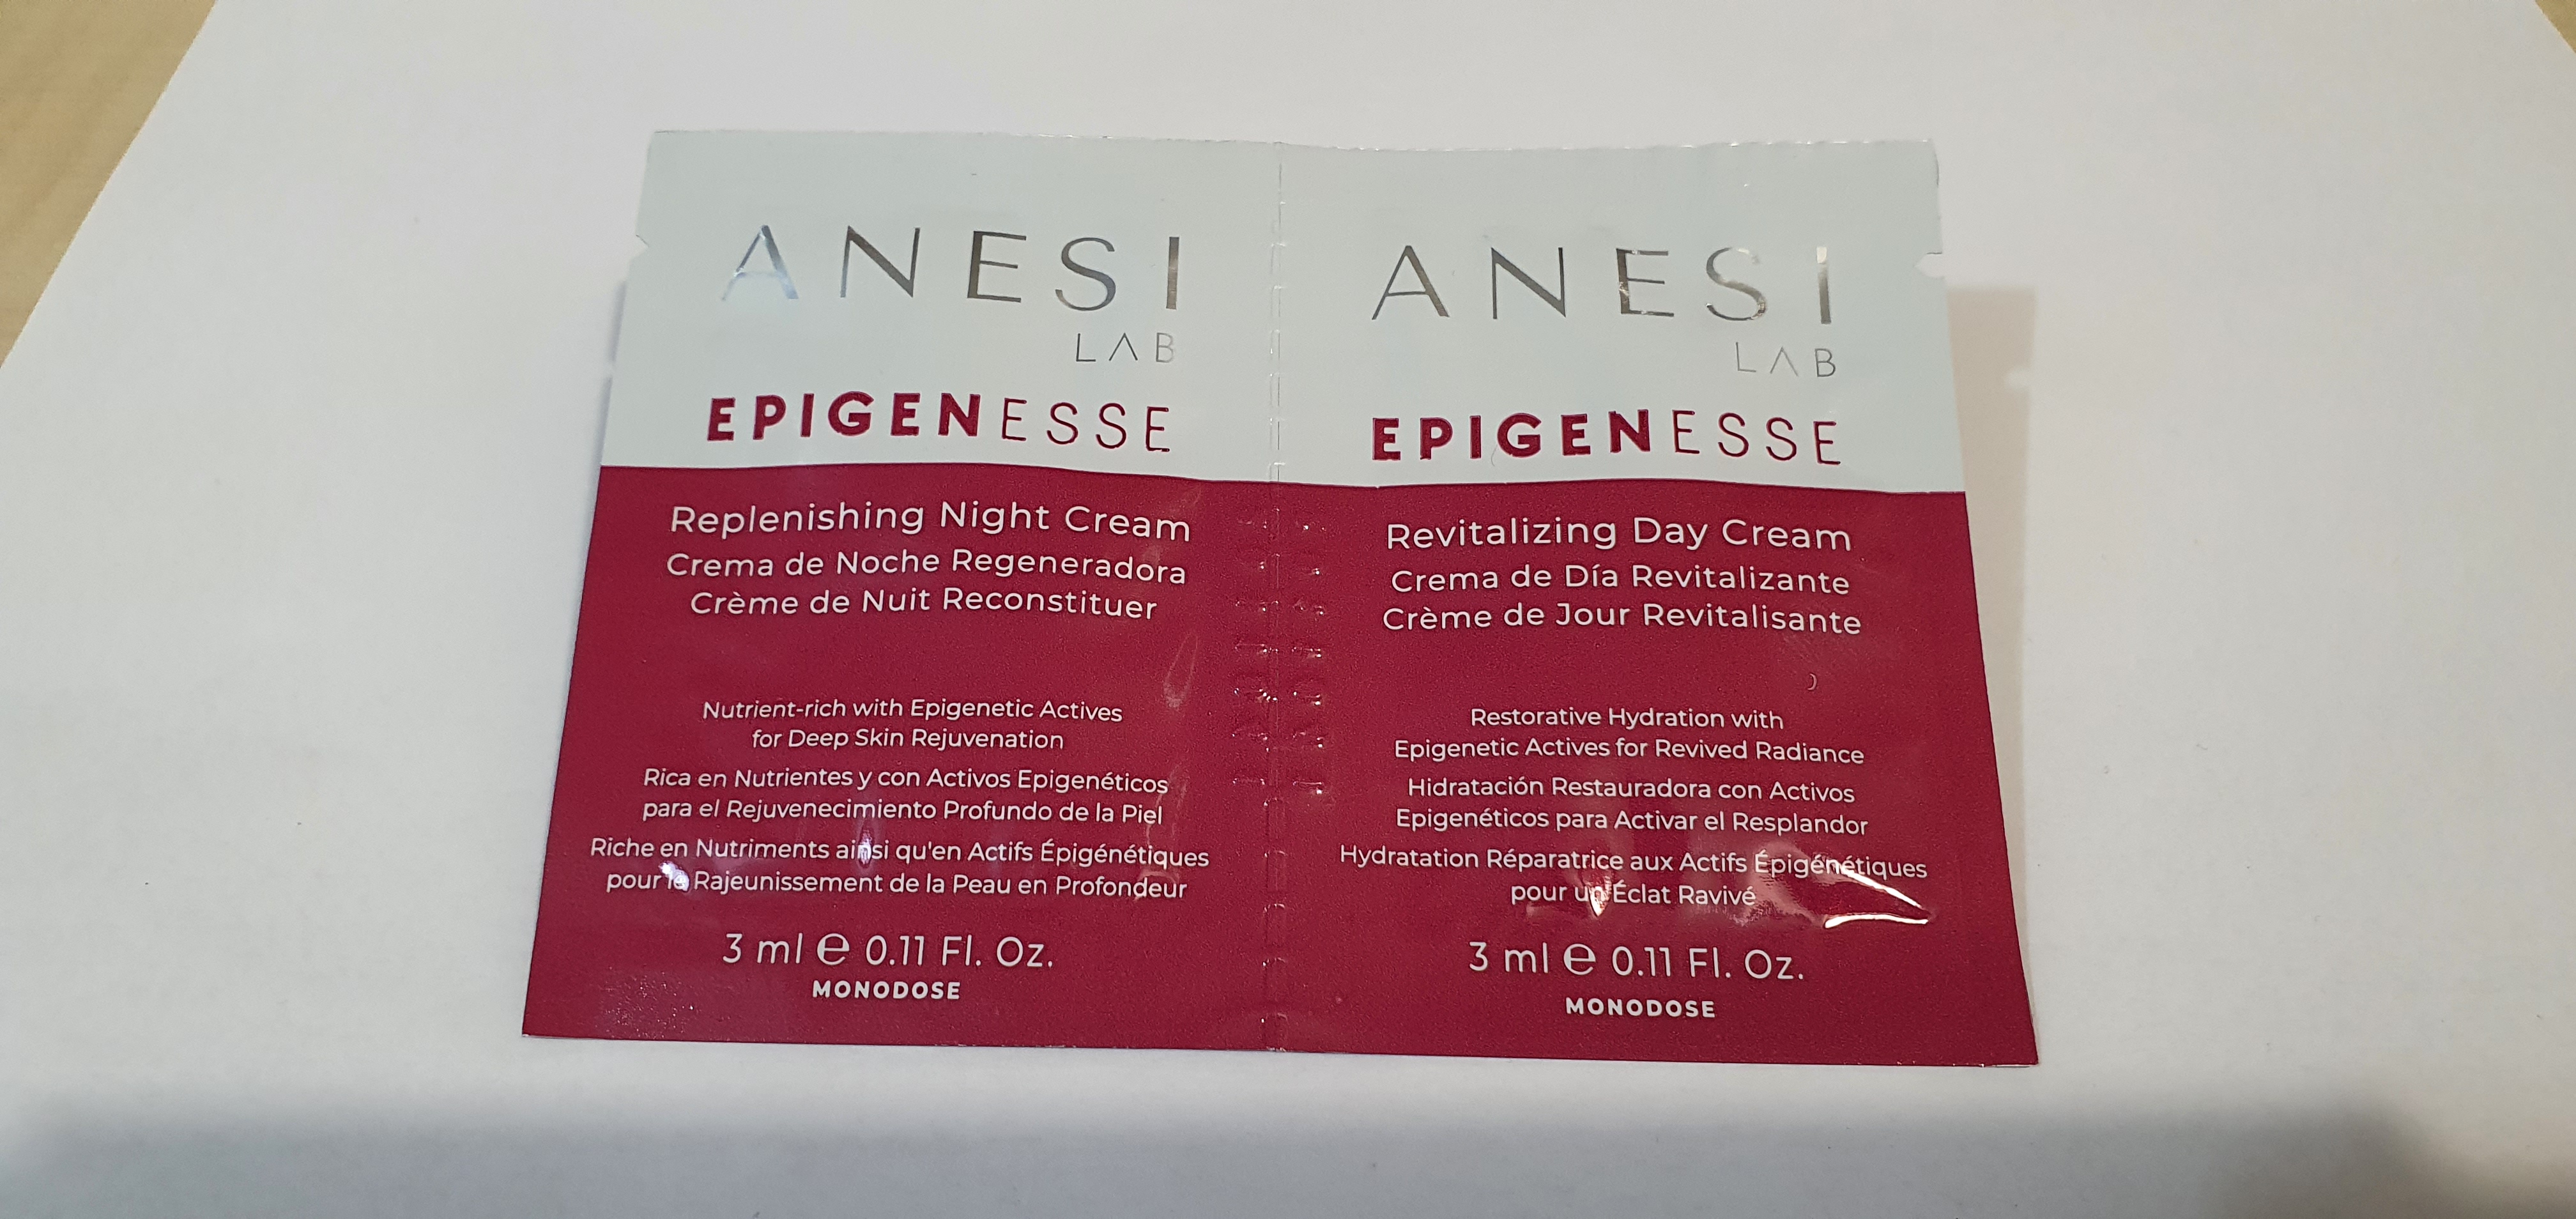 ANESI
LAB
EPIGENESSE
Replenishing Night Cream
Crema de Noche Regeneradora
Crème de Nuit Reconstituer
Nutrient-rich with Epigenetic Actives
for Deep Skin Rejuvenation
Rica en Nutrientes y con Activos Epigenéticos
para el Rejuvenecimiento Profundo de la Piel
Riche en Nutriments ainsi qu'en Actifs Épigénétiques
pour le Rajeunissement de la Peau en Profondeur
3 ml ℮ 0.11 Fl. Oz.
MONODOSE
ANESI
LAB
EPIGENESSE
Revitalizing Day Cream
Crema de Día Revitalizante
Crème de Jour Revitalisante
Restorative Hydration with
Epigenetic Actives for Revived Radiance
Hidratación Restauradora con Activos
Epigenéticos para Activar el Resplandor
Hydratation Réparatrice aux Actifs Épigénétiques
pour un Éclat Ravivé
3 ml ℮ 0.11 Fl. Oz.
MONODOSE